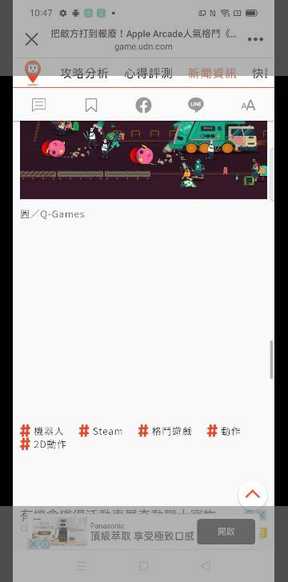 10:47
把敵方打到報廢！Apple Arcade人氣格鬥《...
game.udn.com
攻略分析 心得評測 新聞資訊
LINE
AA
圖／Q-Games
# 機器人 # Steam # 格鬥遊戲 # 動作
# 2D動作
Panasonic
頂級萃取 享受極致口感
開啟